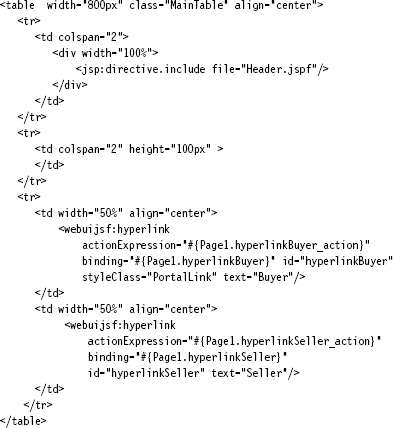 <table  width="800px" class="MainTable" align="center">
<tr>
<td colspan="2">
<div width="100%">
<jsp:directive.include file="Header.jspf"/>
</div>
</td>
</tr>
<tr>
<td colspan="2" height="100px" >
</td>
</tr>
<tr>
<td width="50%" align="center">
<webuijsf:hyperlink
actionExpression="#{Page1.hyperlinkBuyer_action}"
binding="#{Page1.hyperlinkBuyer}" id="hyperlinkBuyer"
styleClass="PortalLink" text="Buyer"/>
</td>
<td width="50%" align="center">
<webuijsf:hyperlink
actionExpression="#{Page1.hyperlinkSeller_action}"
binding="#{Page1.hyperlinkSeller}"
id="hyperlinkSeller" text="Seller"/>
</td>
</tr>
</table>